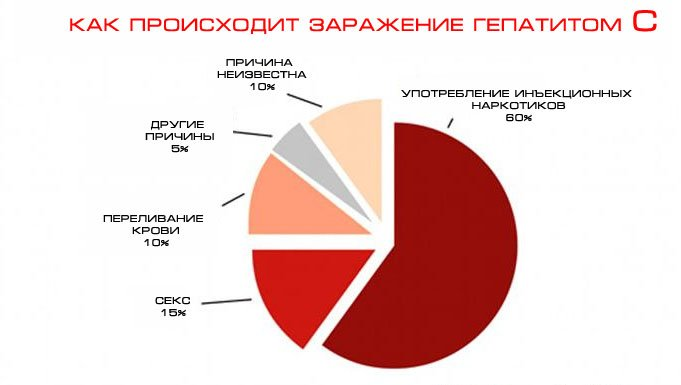 КАК ПРОИСХОДИТ ЗАРАЖЕНИЕ ГЕПАТИТОМ С
ПРИЧИНА
НЕИЗВЕСТНА
10%
УПОТРЕБЛЕНИЕ ИНЪЕКЦИОННЫХ
НАРКОТИКОВ
60%
ДРУГИЕ
ПРИЧИНЫ
5%
ПЕРЕЛИВАНИЕ
КРОВИ
10%
СЕКС
15%